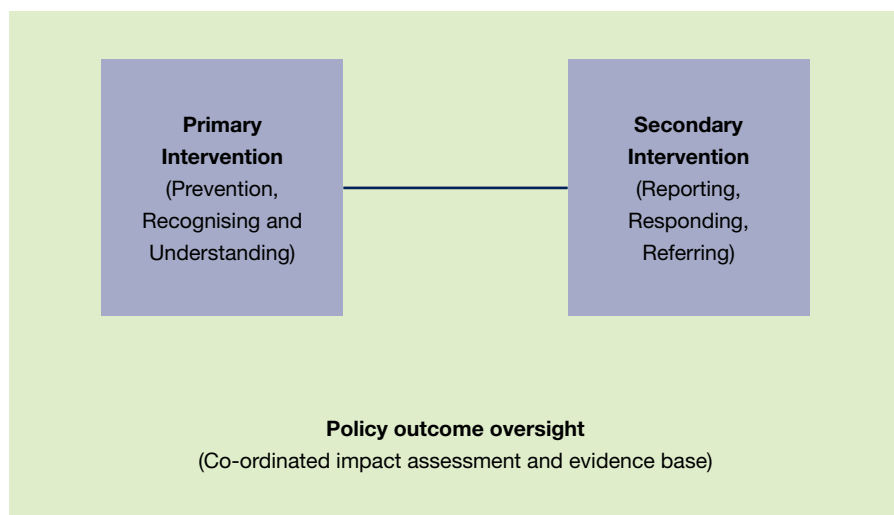 Primary
Intervention
(Prevention,
Recognising and
Understanding)
Secondary
Intervention
(Reporting,
Responding,
Referring)
Policy outcome oversight
(Co-ordinated impact assessment and evidence base)